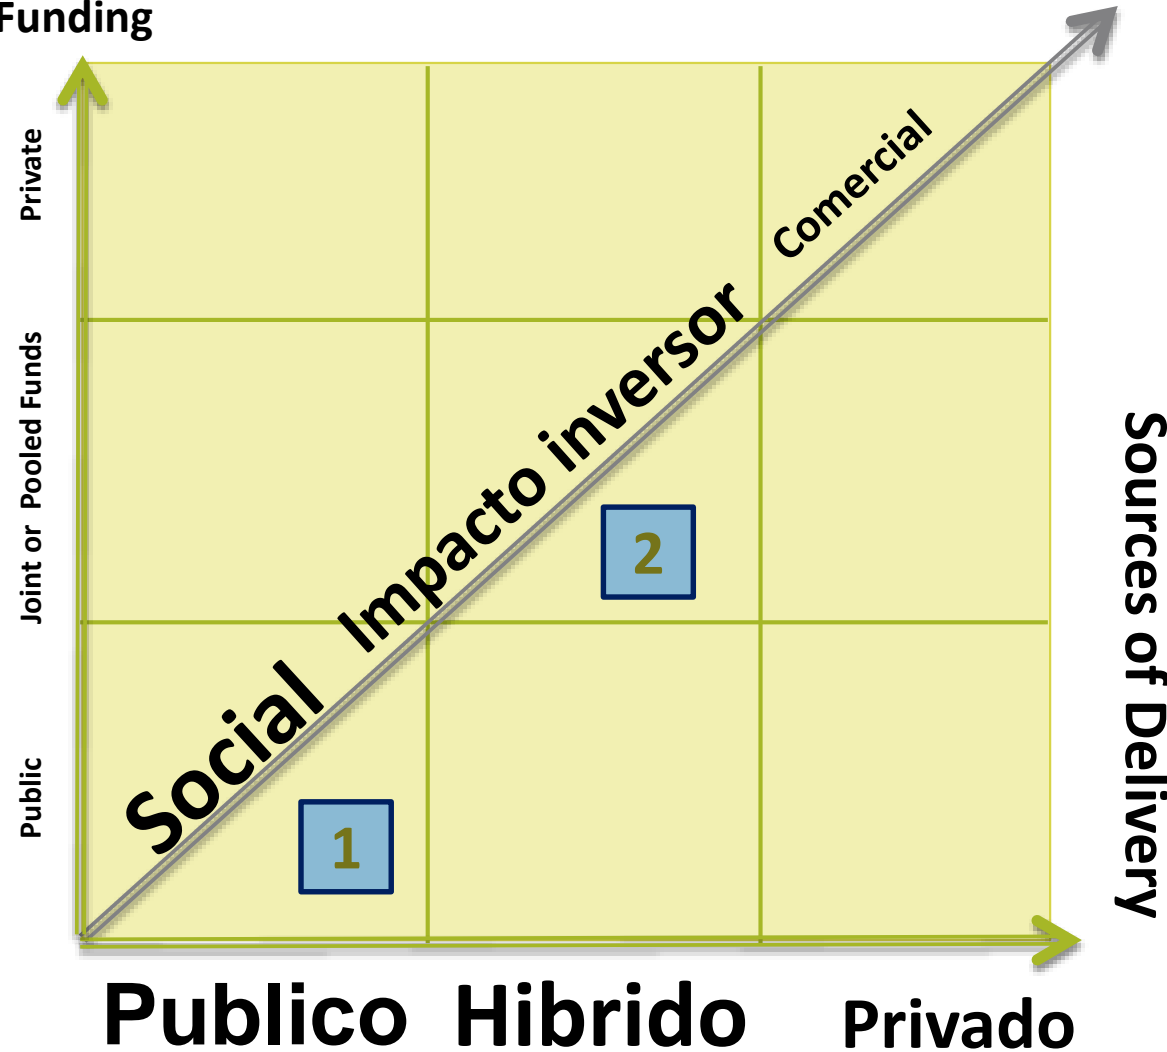 Funding
Private
Joint or Pooled Funds
Public
Social Impacto inversor Comercial
2
1
Sources of Delivery
Publico Hibrido Privado